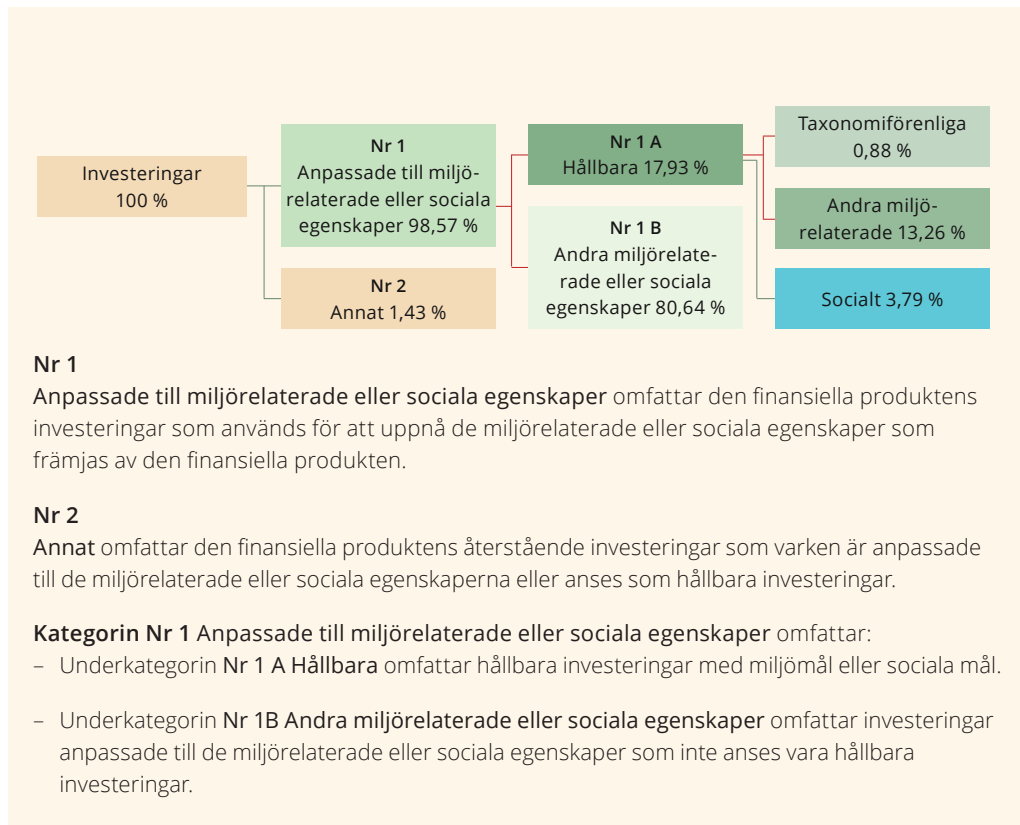 Investeringar
100 %
Nr 1
Anpassade till miljö-
relaterade eller sociala
egenskaper 98,57 %
Nr 2
Annat 1,43 %
Nr 1 A
Hållbara 17,93 %
Nr 1 B
Andra miljörelate-
rade eller sociala
egenskaper 80,64 %
Taxonomiförenliga
0,88 %
Andra miljö-
relaterade 13,26 %
Socialt 3,79 %
Nr 1
Anpassade till miljörelaterade eller sociala egenskaper omfattar den finansiella produktens
investeringar som används för att uppnå de miljörelaterade eller sociala egenskaper som
främjas av den finansiella produkten.
Nr 2
Annat omfattar den finansiella produktens återstående investeringar som varken är anpassade
till de miljörelaterade eller sociala egenskaperna eller anses som hållbara investeringar.
Kategorin Nr 1 Anpassade till miljörelaterade eller sociala egenskaper omfattar:
– Underkategorin Nr 1 A Hållbara omfattar hållbara investeringar med miljömål eller sociala mål.
– Underkategorin Nr 1B Andra miljörelaterade eller sociala egenskaper omfattar investeringar
anpassade till de miljörelaterade eller sociala egenskaper som inte anses vara hållbara
investeringar.